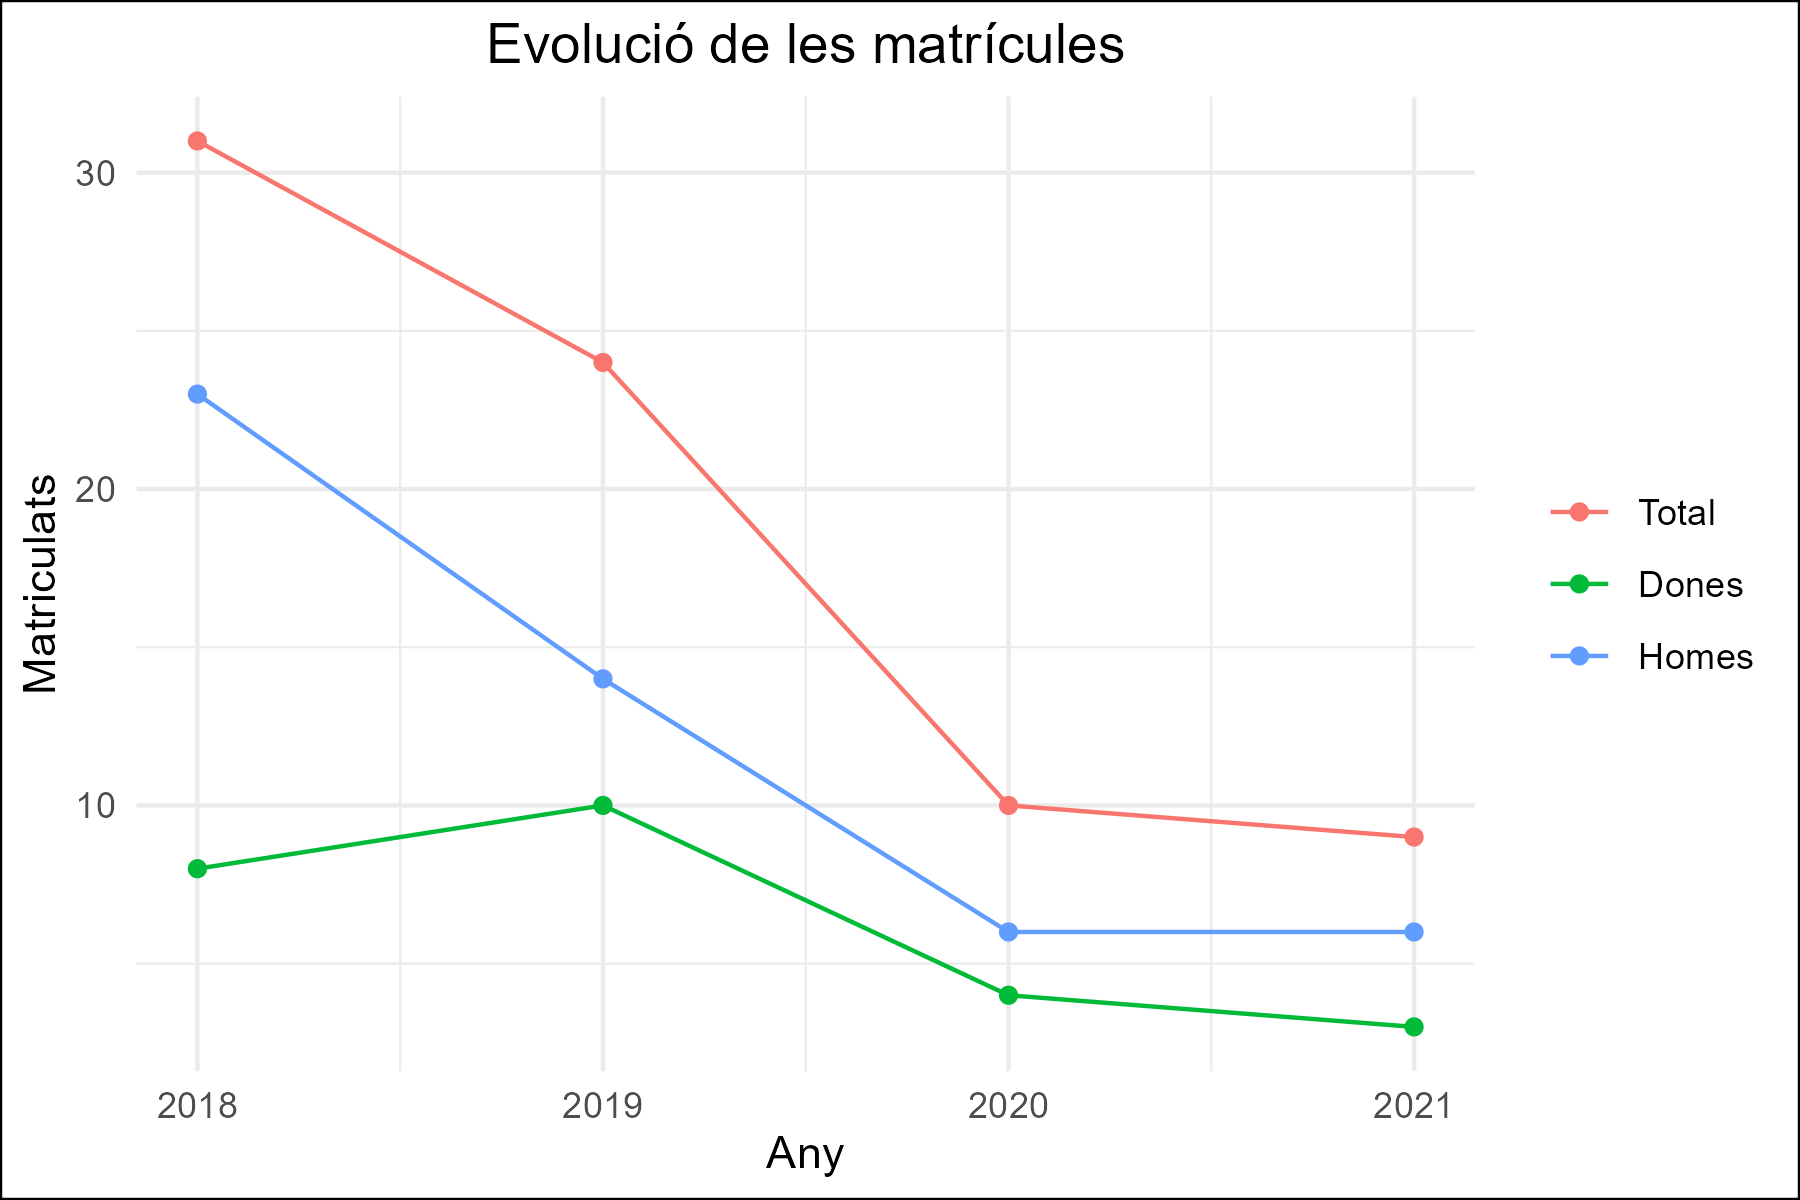 Evolució de les matrícules
30
20
10
Matriculats
2018
2019
2020
2021
Any
Total
Dones
Homes